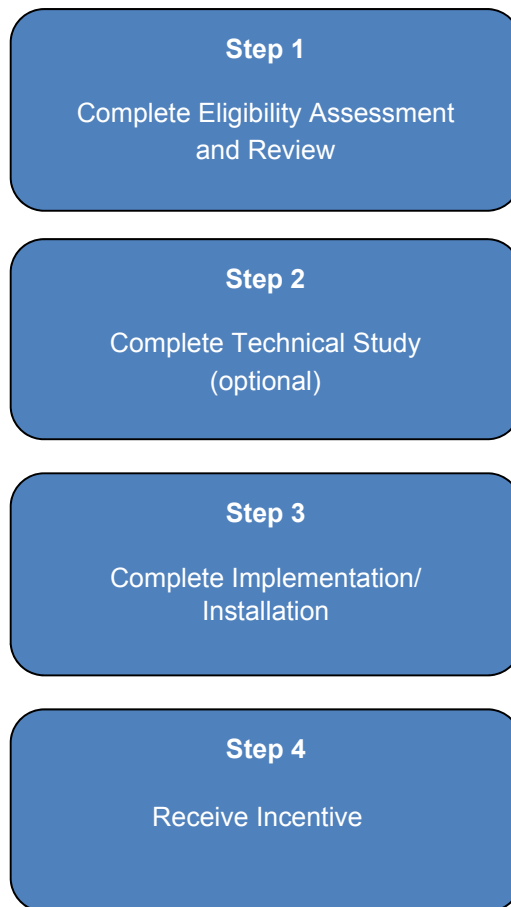 Step 1
Complete Eligibility Assessment
and Review
Step 2
Complete Technical Study
(optional)
Step 3
Complete Implementation/
Installation
Step 4
Receive Incentive